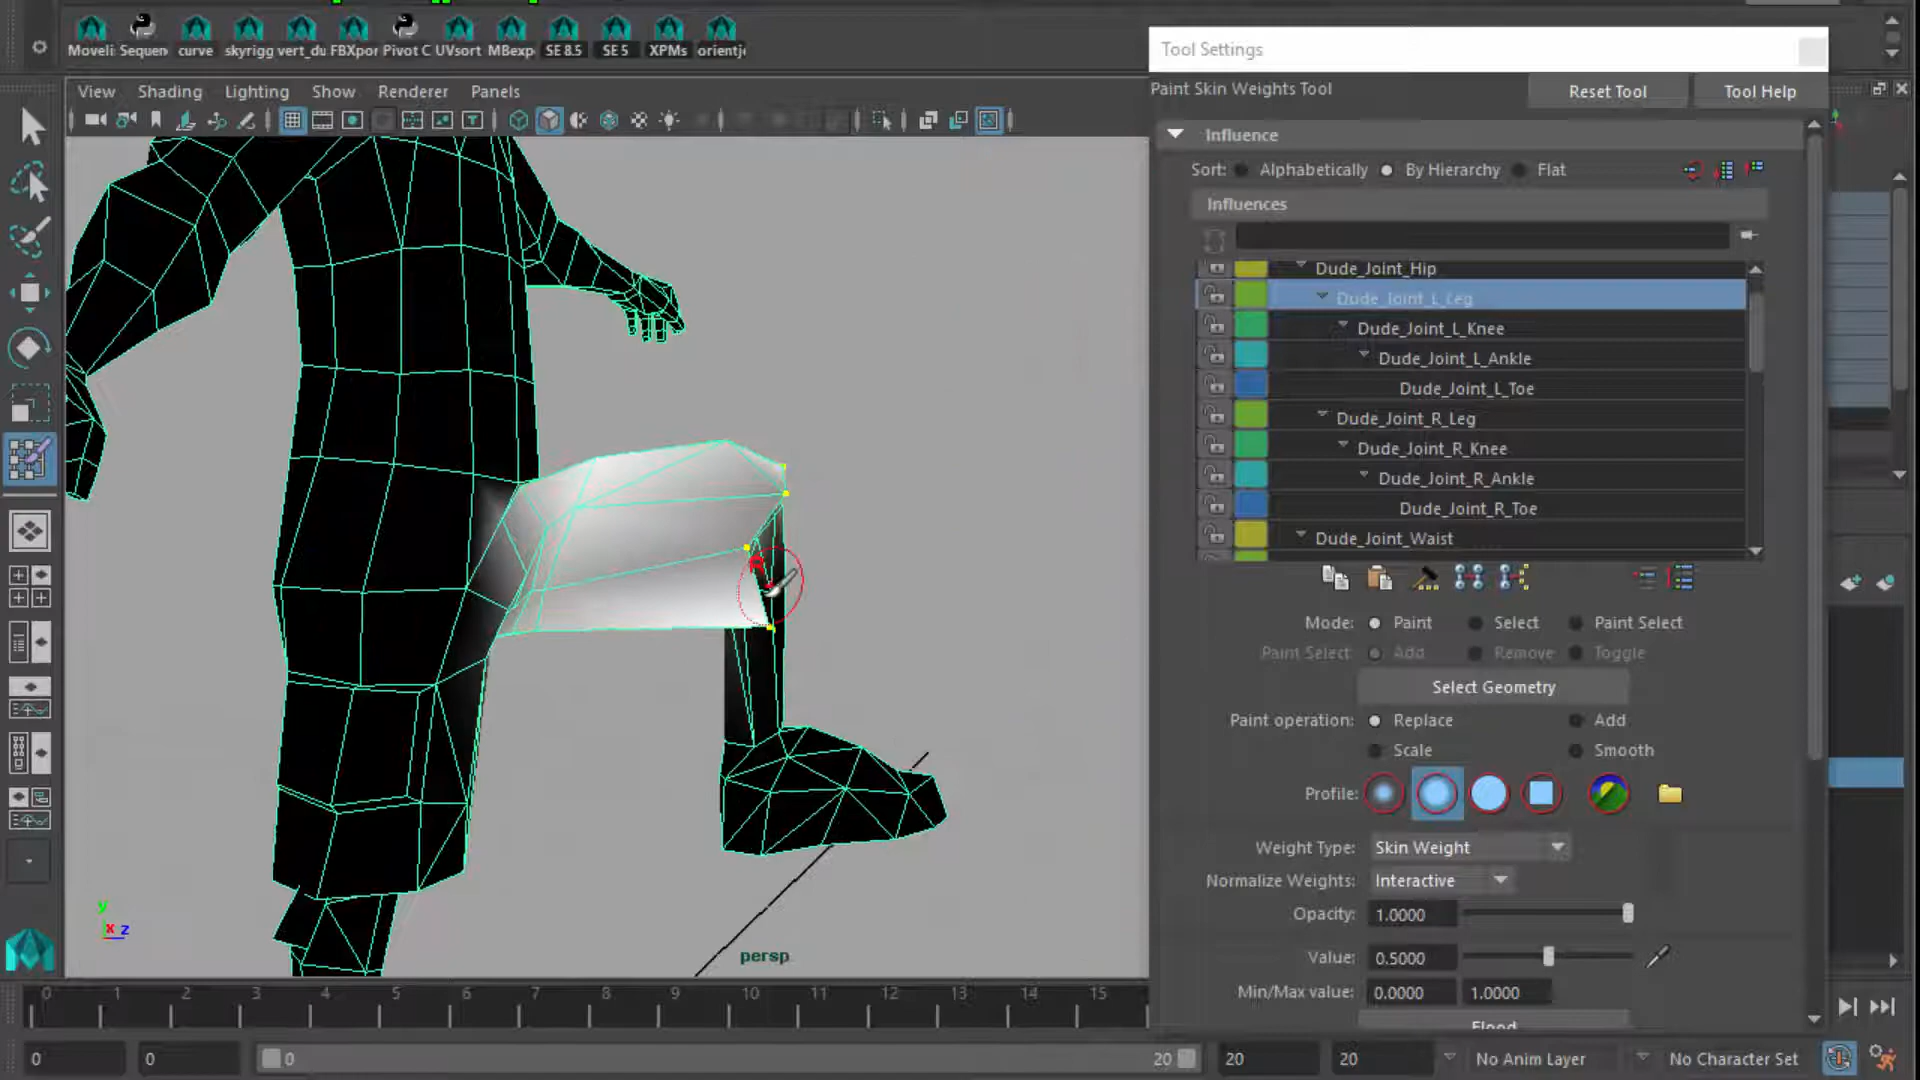 Moveli Sequen curve skyrigg vert_du FBXpor Pivot C UVsort MBexp SE 8.5 SE 5 XPMs orientj
Tool Settings
View Shading Lighting Show Renderer Panels
Paint Skin Weights Tool
Reset Tool
Tool Help
Influence
Sort: Alphabetically By Hierarchy Flat
Influences
Dude_Joint_Hip
Dude_Joint_L_Leg
Dude_Joint_L_Knee
Dude_Joint_L_Ankle
Dude_Joint_L_Toe
Dude_Joint_R_Leg
Dude_Joint_R_Knee
Dude_Joint_R_Ankle
Dude_Joint_R_Toe
Dude_Joint_Waist
R
Mode: Paint Select Paint Select
Paint Select: Add Remove Toggle
Select Geometry
Paint operation: Replace Add
Scale Smooth
Profile:
Weight Type: Skin Weight
Normalize Weights: Interactive
Opacity: 1.0000
Value: 0.5000
Min/Max value: 0.0000 1.0000
Flood
y
x z
persp
0 1 2 3 4 5 6 7 8 9 10 11 12 13 14 15
0 0 0 20 20 20 No Anim Layer No Character Set